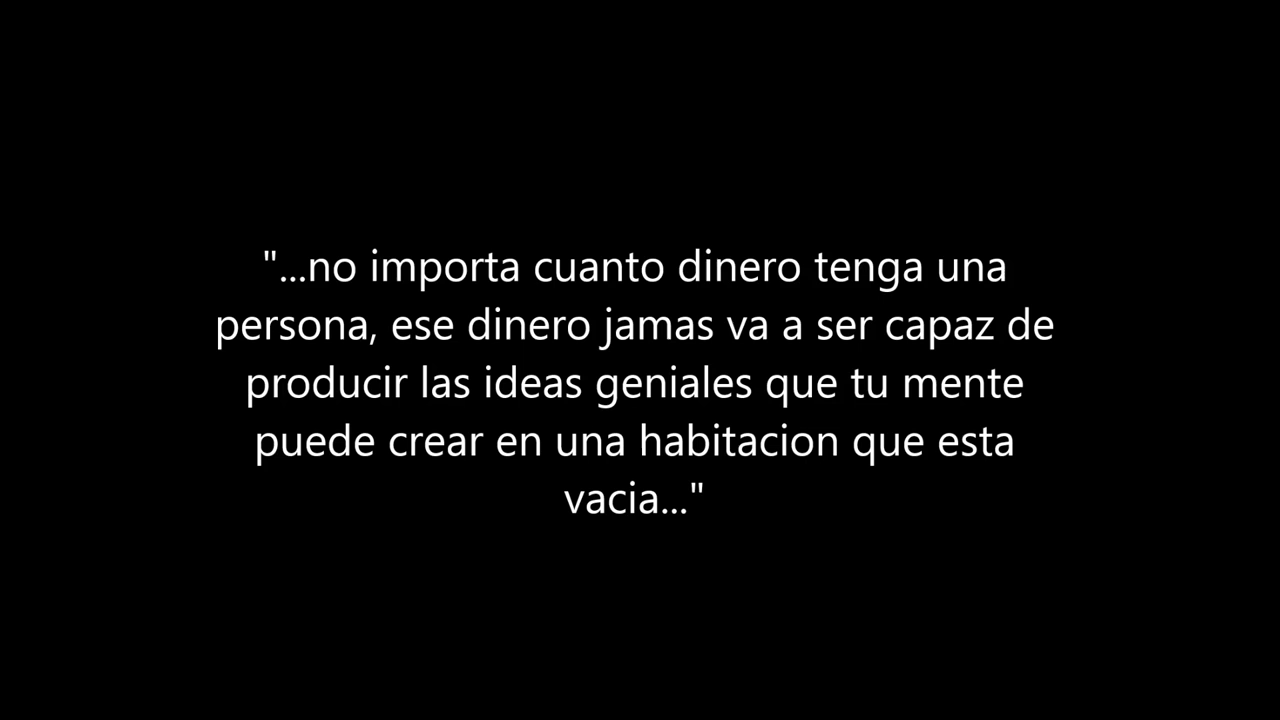 "...no importa cuanto dinero tenga una
persona, ese dinero jamas va a ser capaz de
producir las ideas geniales que tu mente
puede crear en una habitacion que esta
vacia..."